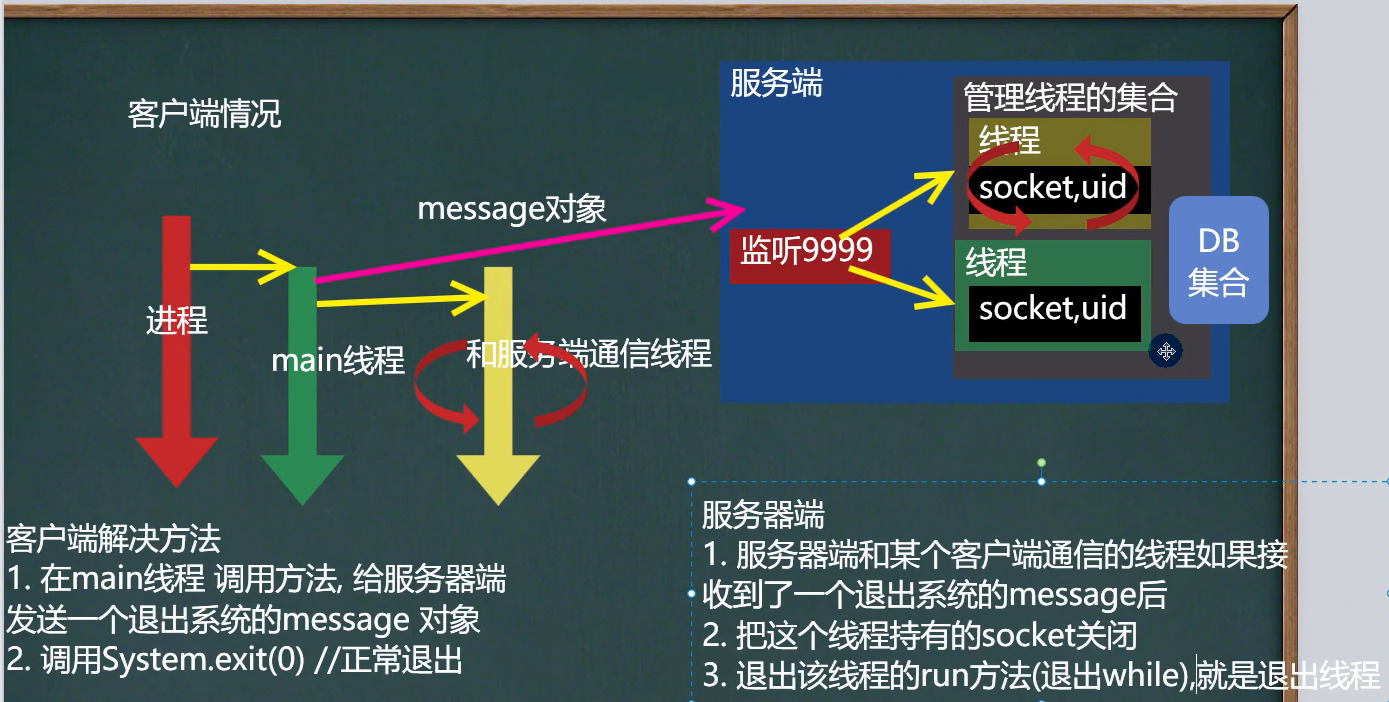 客户端情况
message对象
进程
main线程
和服务端通信线程
服务端
管理线程的集合
线程
socket,uid
监听9999
线程
socket,uid
DB
集合
客户端解决方法
1. 在main线程 调用方法, 给服务器端
发送一个退出系统的message 对象
2. 调用System.exit(0) //正常退出
服务器端
1. 服务器端和某个客户端通信的线程如果接
收到了一个退出系统的message后
2. 把这个线程持有的socket关闭
3. 退出该线程的run方法(退出while),就是退出线程